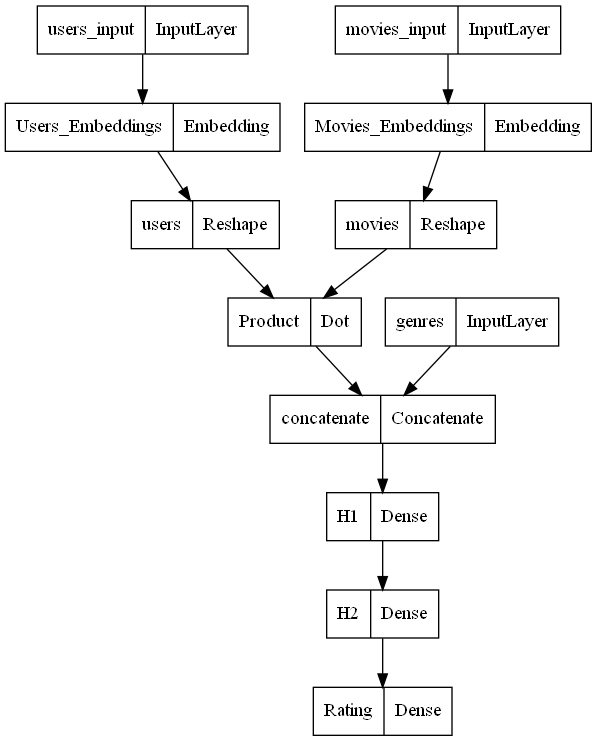 users_input InputLayer
movies_input InputLayer
Users_Embeddings Embedding
Movies_Embeddings Embedding
users Reshape
movies Reshape
Product Dot
genres InputLayer
concatenate Concatenate
H1 Dense
H2 Dense
Rating Dense